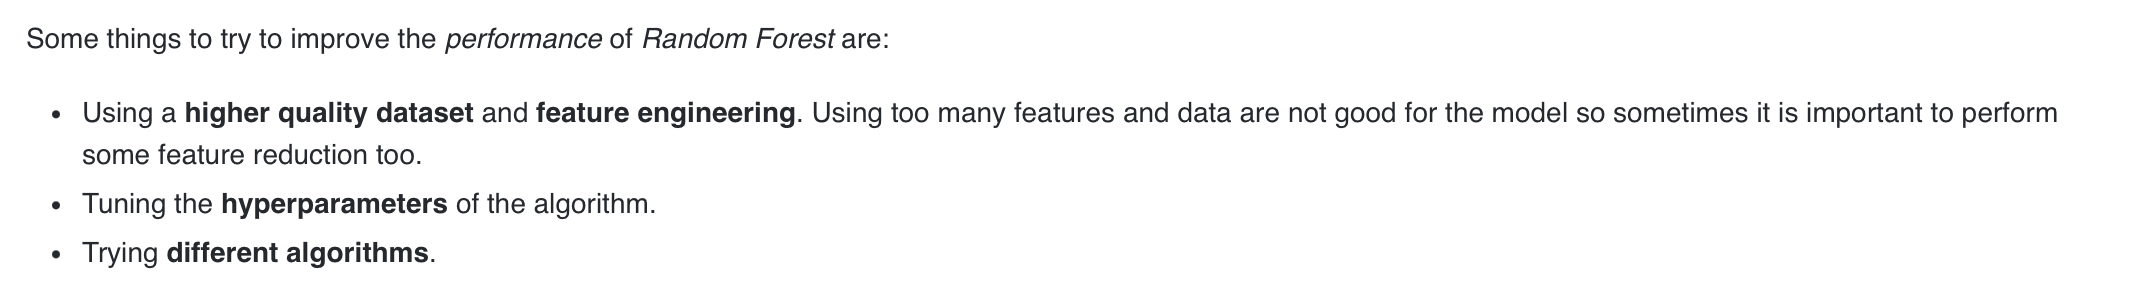 Some things to try to improve the performance of Random Forest are:
• Using a higher quality dataset and feature engineering. Using too many features and data are not good for the model so sometimes it is important to perform
some feature reduction too.
• Tuning the hyperparameters of the algorithm.
• Trying different algorithms.